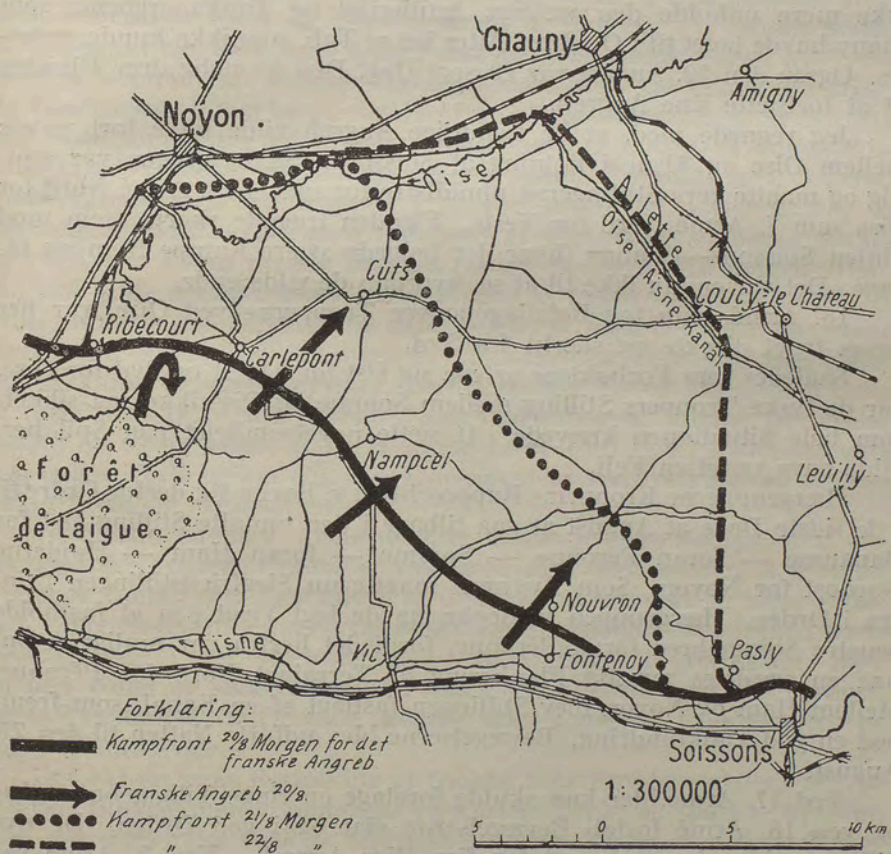 Chauny
Amigny
Noyon
Oise
Ailette
Oise Aisne Kanal
Cuts
Coucy-le Château
Ribécourt
Carlepont
Nampcel
Leuilly
Forêt
de Laigue
Nouvron
Aisne
Vic
Fontenoy
Pasly
Soissons
Forklaring:
Kampfront 20/8 Morgen for det
franske Angreb
Franske Angreb 20/8.
Kampfront 21/8 Morgen
" 22/8 "
1:300000
5 0 5 10 km